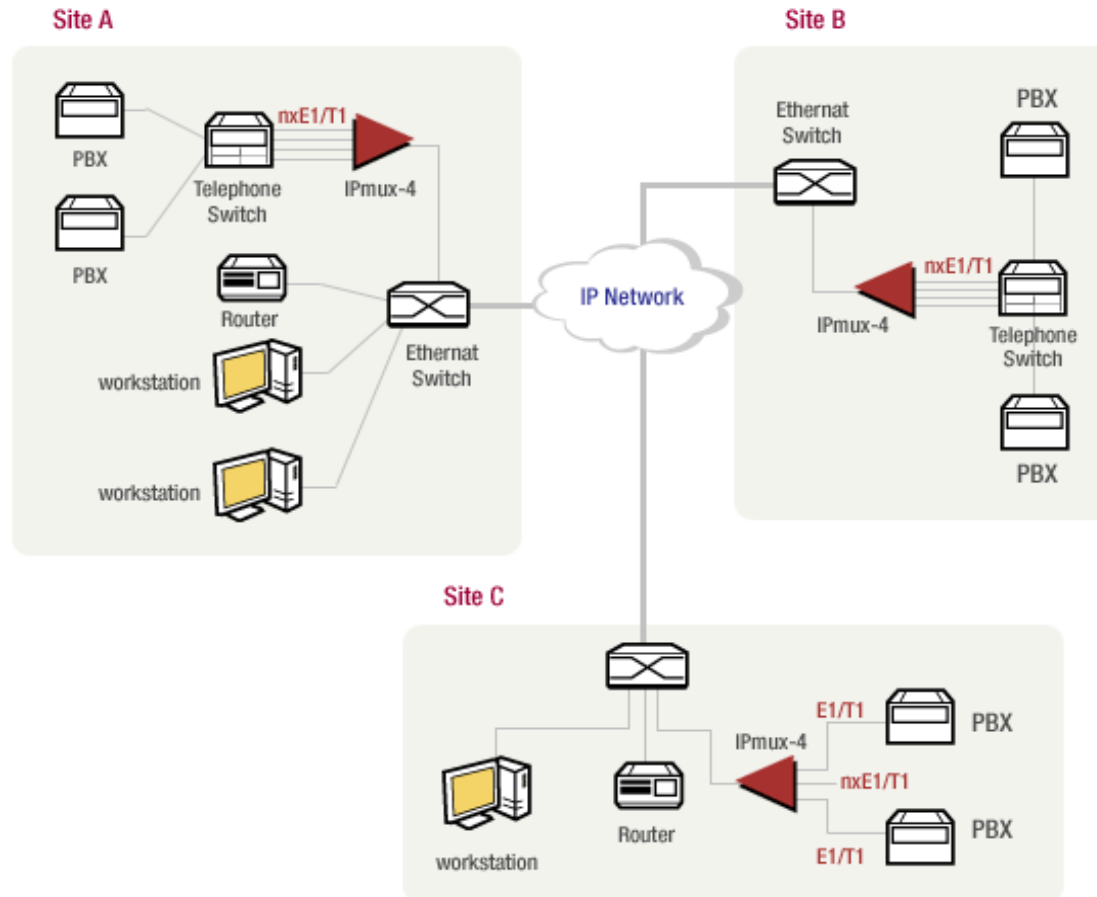 Site A
PBX
PBX
nxE1/T1
Telephone
Switch
IPmux-4
Router
workstation
workstation
Ethernat
Switch
IP Network
Site B
Ethernat
Switch
PBX
nxE1/T1
IPmux-4
Telephone
Switch
PBX
Site C
workstation
Router
IPmux-4
E1/T1
PBX
nxE1/T1
E1/T1
PBX